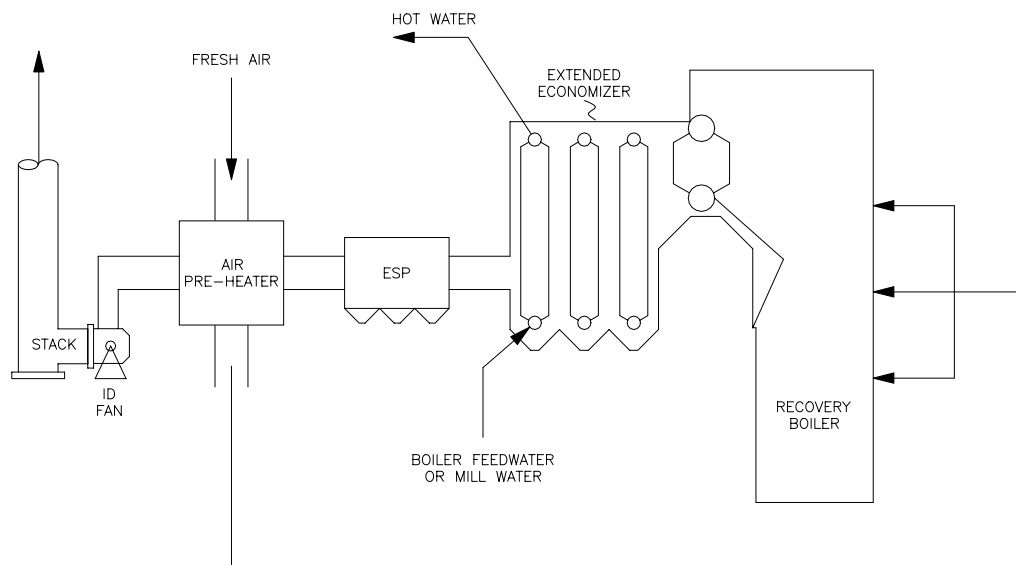 HOT WATER
FRESH AIR
EXTENDED
ECONOMIZER
AIR
PRE-HEATER
ESP
STACK
ID
FAN
RECOVERY
BOILER
BOILER FEEDWATER
OR MILL WATER